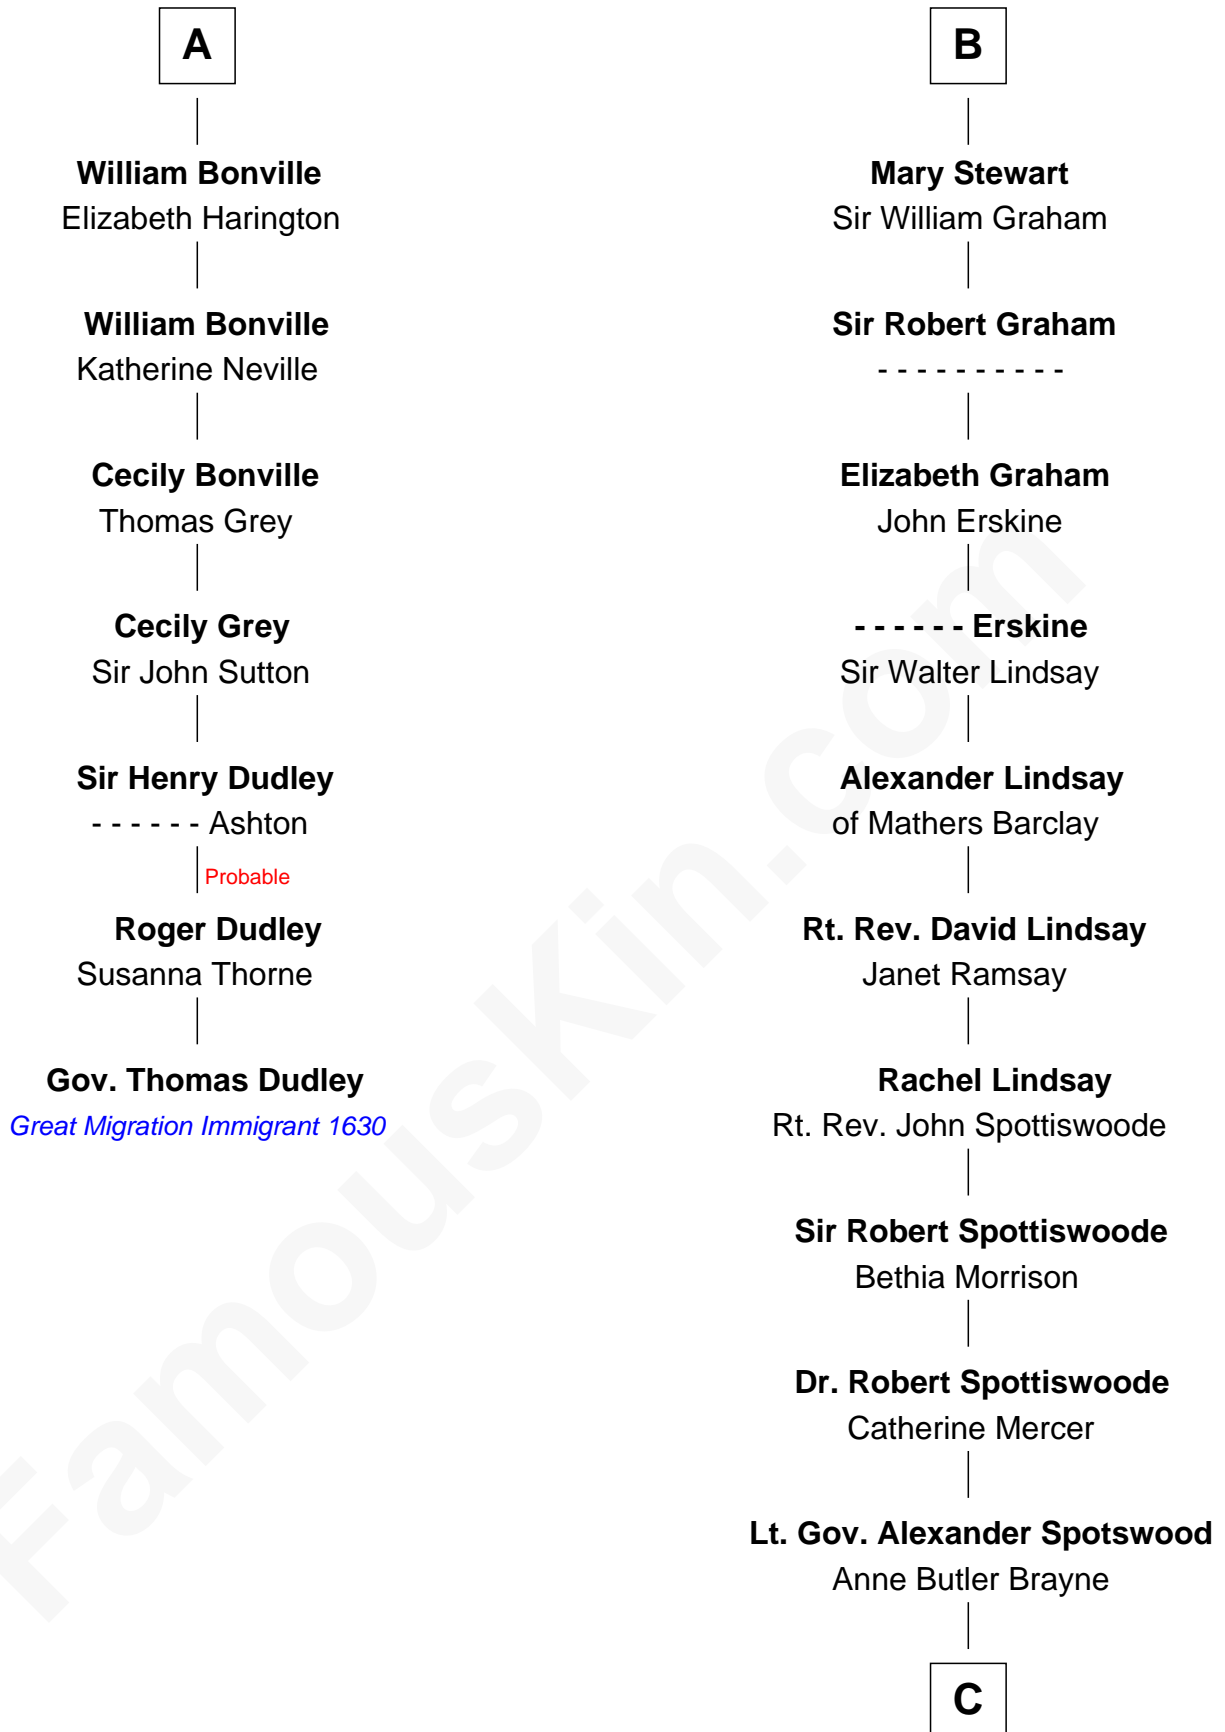 A
William Bonville
Elizabeth Harington
William Bonville
Katherine Neville
Cecily Bonville
Thomas Grey
Cecily Grey
Sir John Sutton
Sir Henry Dudley
- - - - - - Ashton
Probable
Roger Dudley
Susanna Thorne
Gov. Thomas Dudley
Great Migration Immigrant 1630
B
Mary Stewart
Sir William Graham
Sir Robert Graham
- - - - - - - - - -
Elizabeth Graham
John Erskine
- - - - - - Erskine
Sir Walter Lindsay
Alexander Lindsay
of Mathers Barclay
Rt. Rev. David Lindsay
Janet Ramsay
Rachel Lindsay
Rt. Rev. John Spottiswoode
Sir Robert Spottiswoode
Bethia Morrison
Dr. Robert Spottiswoode
Catherine Mercer
Lt. Gov. Alexander Spotswood
Anne Butler Brayne
C
FamousKin.com